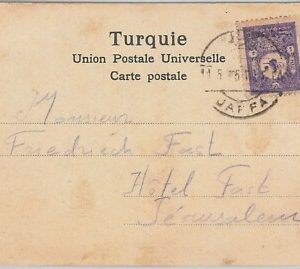 Turquie
Union Postale Universelle
Carte postale
JAFFA
Monsieur
Friedrich Fast
Hôtel Fast
Jérusalem